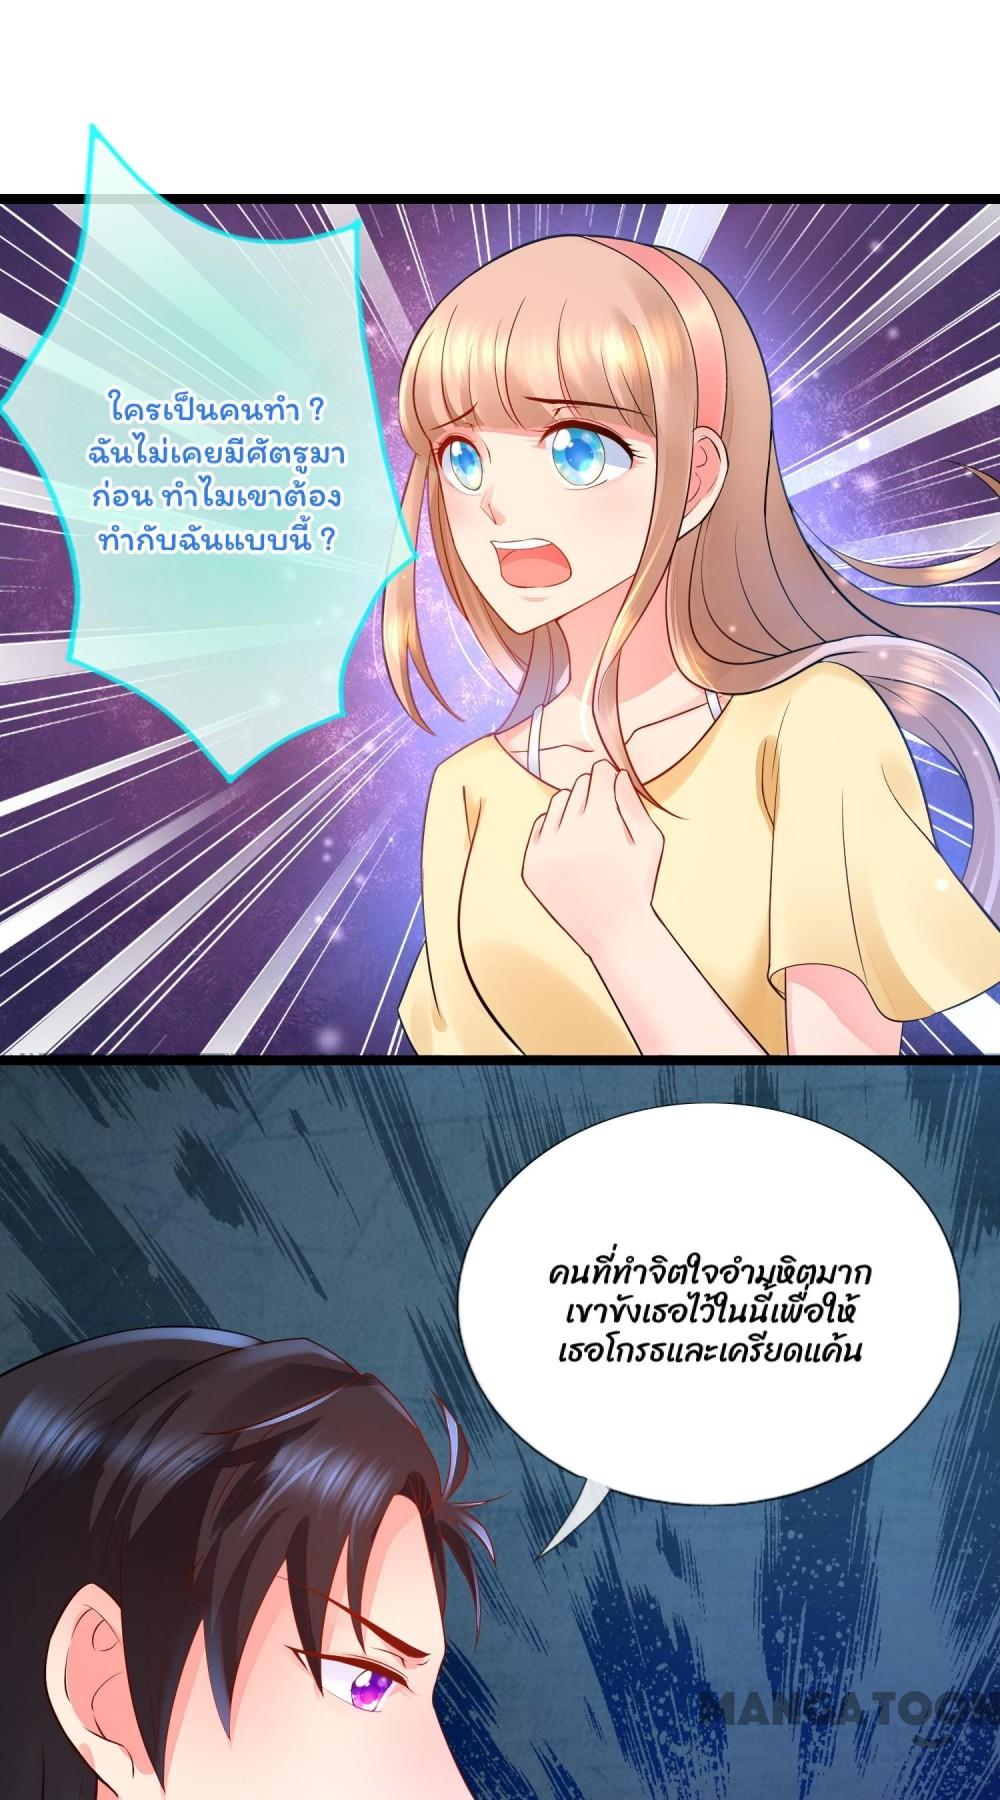 ใครเป็นคนทำ ?
ฉันไม่เคยมีศัตรูมา
ก่อน ทำไมเขาต้อง
ทำกับฉันแบบนี้ ?
คนที่ทำจิตใจอำมหิตมาก
เขาขังเธอไว้ในนี้เพื่อให้
เธอโกรธและเครียดแค้น
MANGATOON